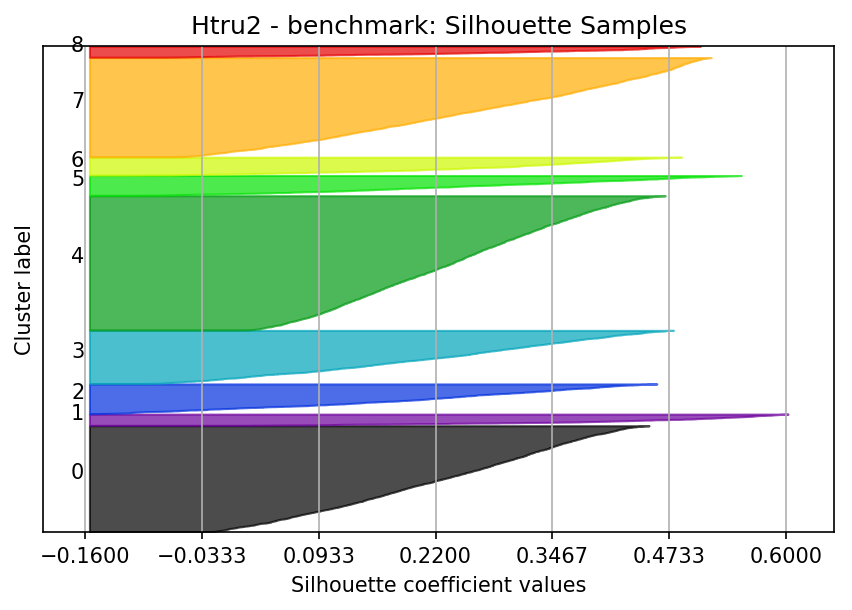 Htru2 - benchmark: Silhouette Samples
8
7
6
5
4
3
2
1
0
Cluster label
−0.1600 −0.0333 0.0933 0.2200 0.3467 0.4733 0.6000
Silhouette coefficient values